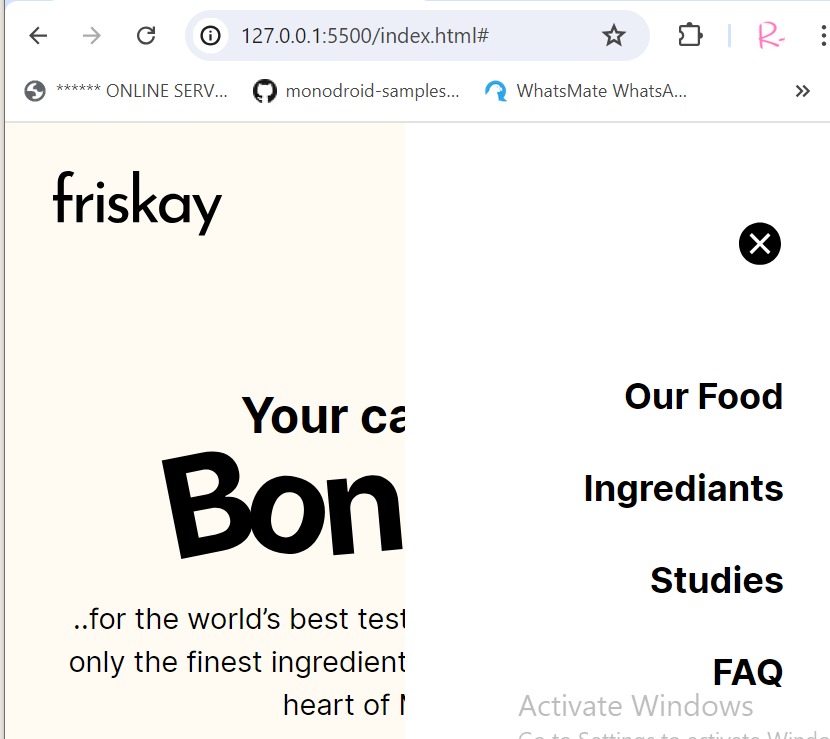 127.0.0.1:5500/index.html#
****** ONLINE SERV...
monodroid-samples...
WhatsMate WhatsA...
friskay
Your ca
Bon
..for the world’s best test
only the finest ingredient
heart of
Our Food
Ingrediants
Studies
FAQ
Activate Windows
Go to Settings to activate Windo